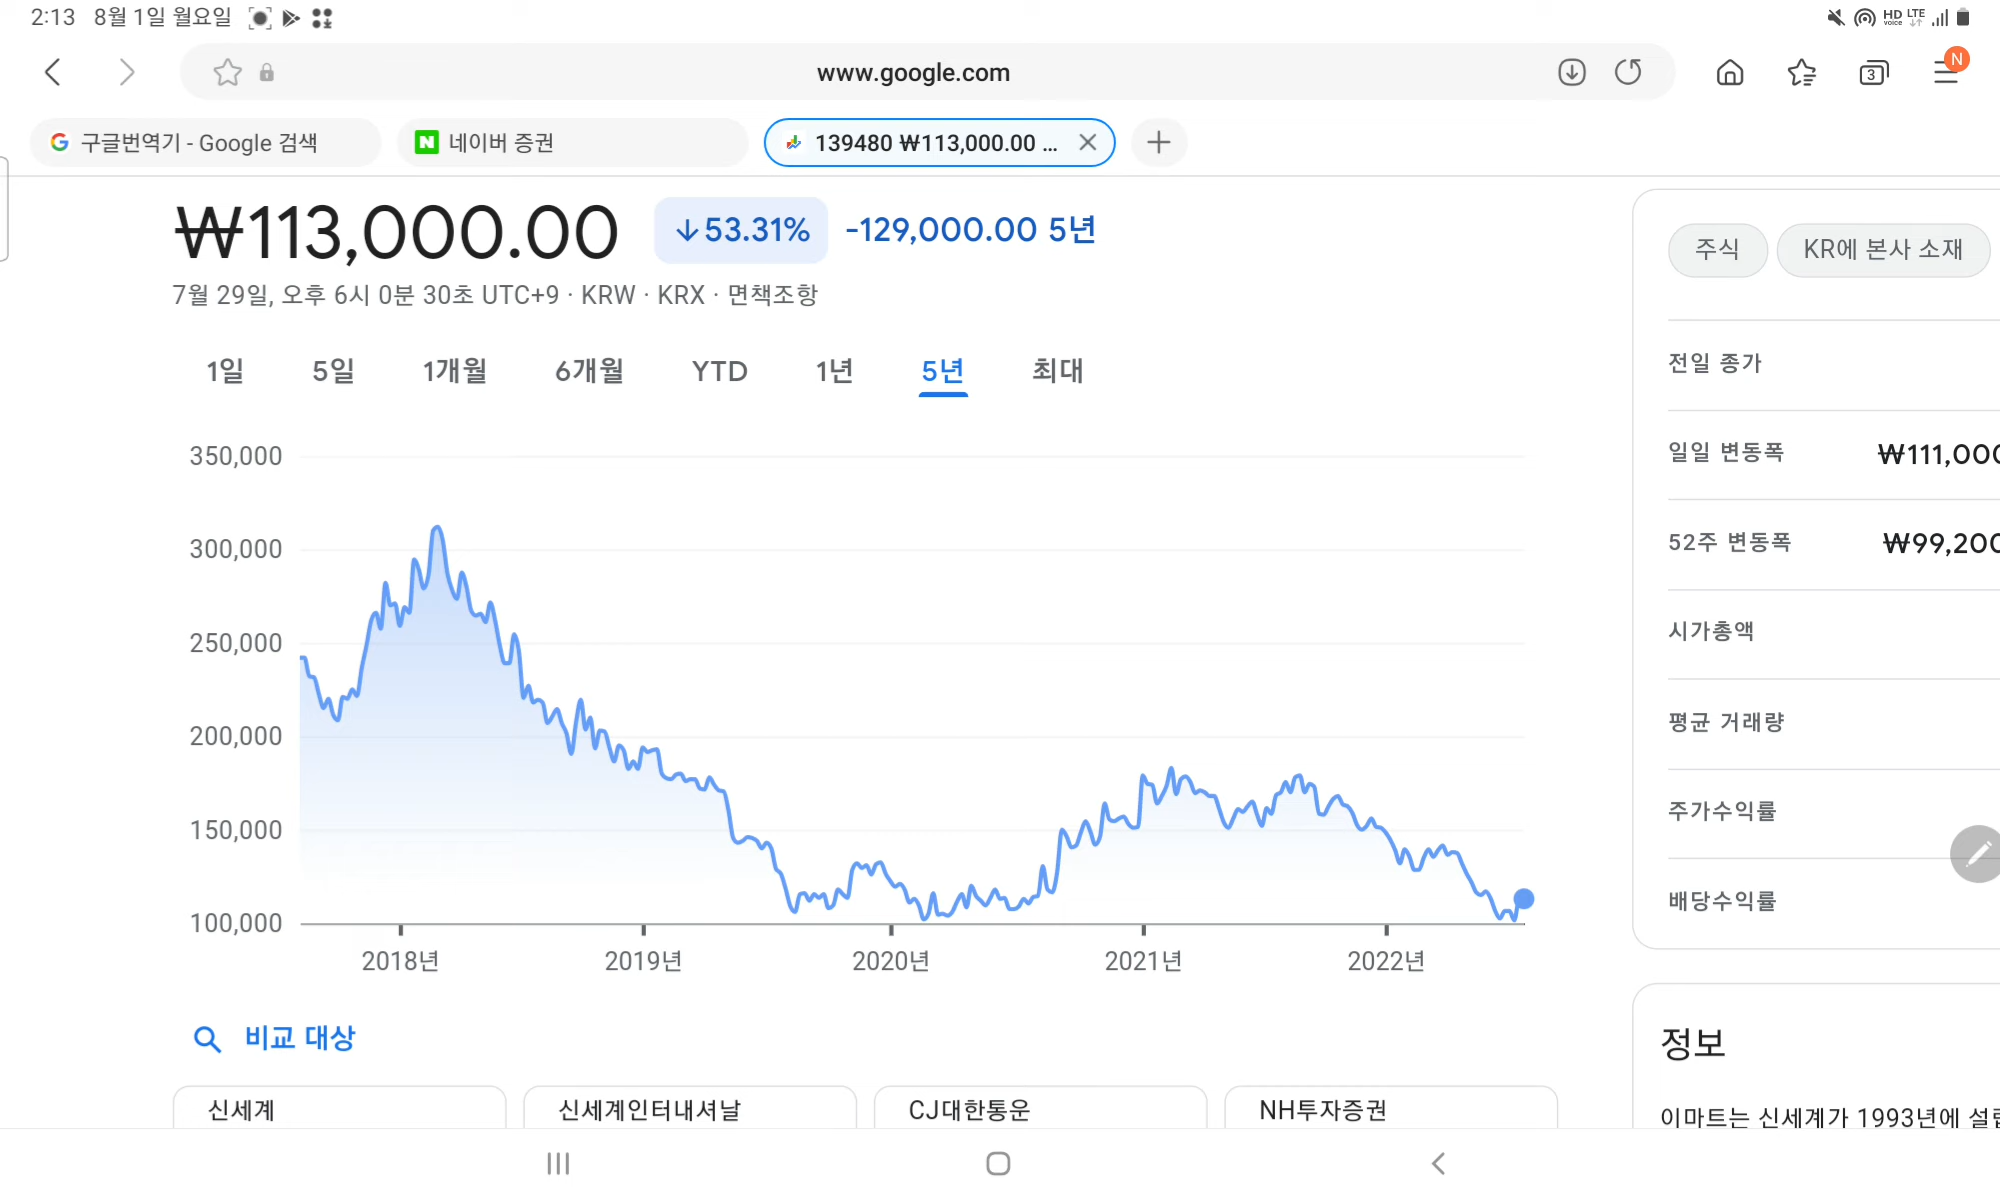 2:13 8월 1일 월요일
HD voice LTE
www.google.com
3
N
구글번역기 - Google 검색
네이버 증권
139480 ₩113,000.00 ...
₩113,000.00 ↓53.31% -129,000.00 5년
7월 29일, 오후 6시 0분 30초 UTC+9 · KRW · KRX · 면책조항
1일 5일 1개월 6개월 YTD 1년 5년 최대
350,000
300,000
250,000
200,000
150,000
100,000
2018년 2019년 2020년 2021년 2022년
비교 대상
신세계
신세계인터내셔날
CJ대한통운
NH투자증권
주식
KR에 본사 소재
전일 종가
일일 변동폭 ₩111,000
52주 변동폭 ₩99,200
시가총액
평균 거래량
주가수익률
배당수익률
정보
이마트는 신세계가 1993년에 설립